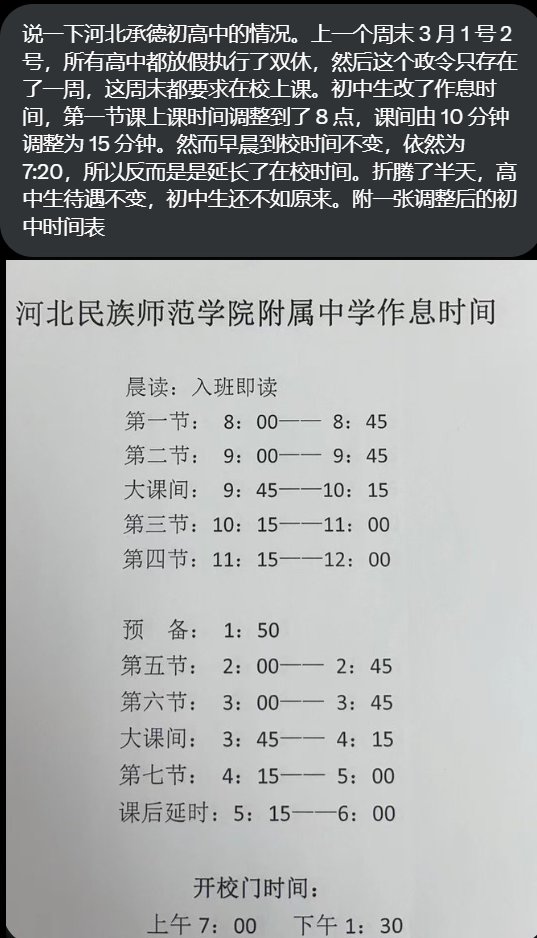 说一下河北承德初高中的情况。上一个周末 3 月 1 号 2
号，所有高中都放假执行了双休，然后这个政令只存在
了一周，这周末都要求在校上课。初中生改了作息时
间，第一节课上课时间调整到了 8 点，课间由 10 分钟
调整为 15 分钟。然而早晨到校时间不变，依然为
7:20，所以反而是是延长了在校时间。折腾了半天，高
中生待遇不变，初中生还不如原来。附一张调整后的初
中时间表
河北民族师范学院附属中学作息时间
晨读：入班即读
第一节： 8：00—— 8：45
第二节： 9：00—— 9：45
大课间： 9：45——10：15
第三节：10：15——11：00
第四节：11：15——12：00
预 备： 1：50
第五节： 2：00—— 2：45
第六节： 3：00—— 3：45
大课间： 3：45—— 4：15
第七节： 4：15—— 5：00
课后延时：5：15——6：00
开校门时间：
上午 7：00 下午 1：30